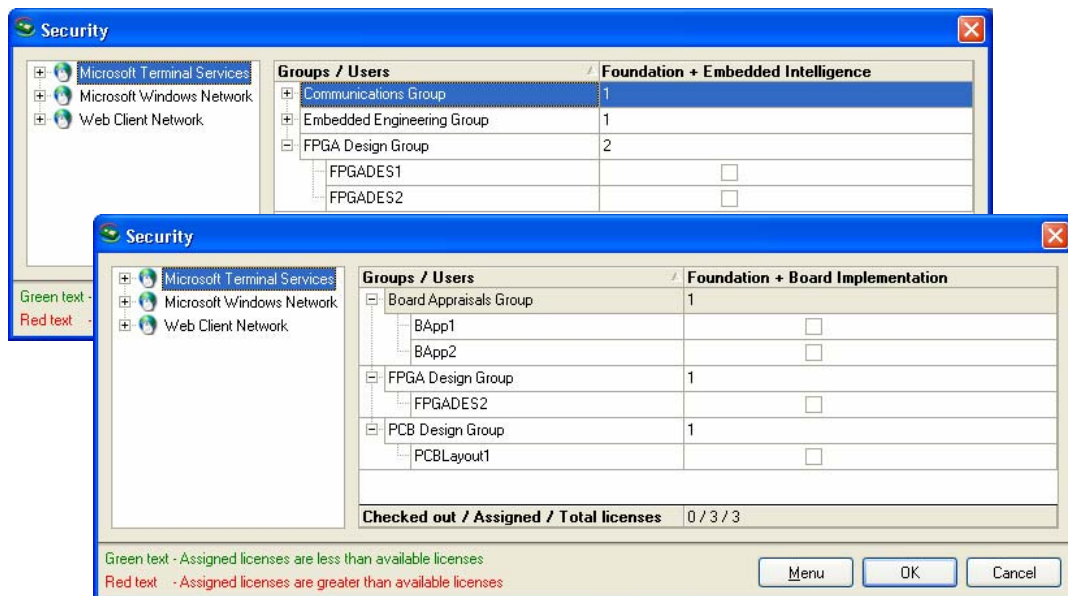 Security
Microsoft Terminal Services
Microsoft Windows Network
Web Client Network
Groups / Users Foundation + Embedded Intelligence
Communications Group 1
Embedded Engineering Group 1
FPGA Design Group 2
FPGADES1
FPGADES2
Green text -
Red text -
Security
Microsoft Terminal Services
Microsoft Windows Network
Web Client Network
Groups / Users Foundation + Board Implementation
Board Appraisals Group 1
BApp1
BApp2
FPGA Design Group 1
FPGADES2
PCB Design Group 1
PCBLayout1
Checked out / Assigned / Total licenses 0 / 3 / 3
Green text - Assigned licenses are less than available licenses
Red text - Assigned licenses are greater than available licenses
Menu OK Cancel